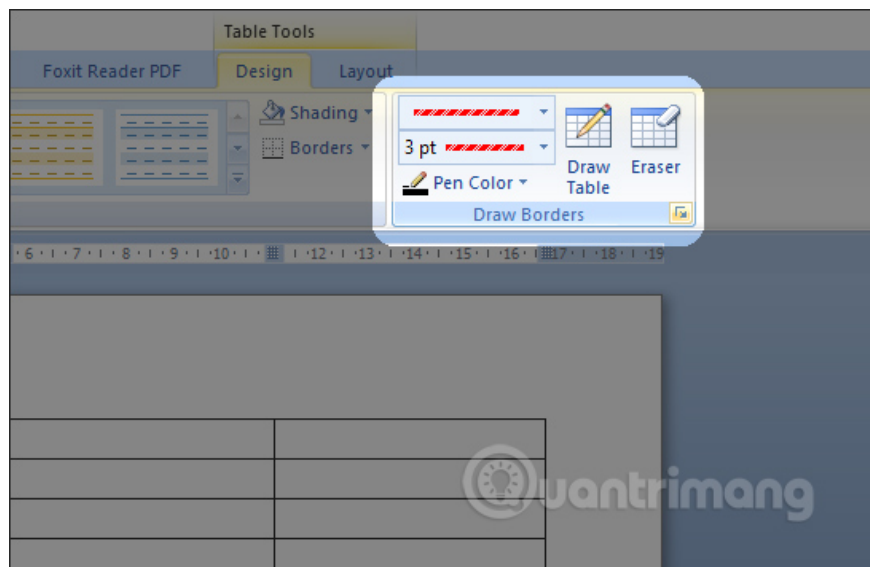 Table Tools
Foxit Reader PDF Design Layout
Shading
Borders
3 pt
Pen Color
Draw Table
Eraser
Draw Borders
6 7 8 9 10 12 13 14 15 16 17 18 19
Quantrimang